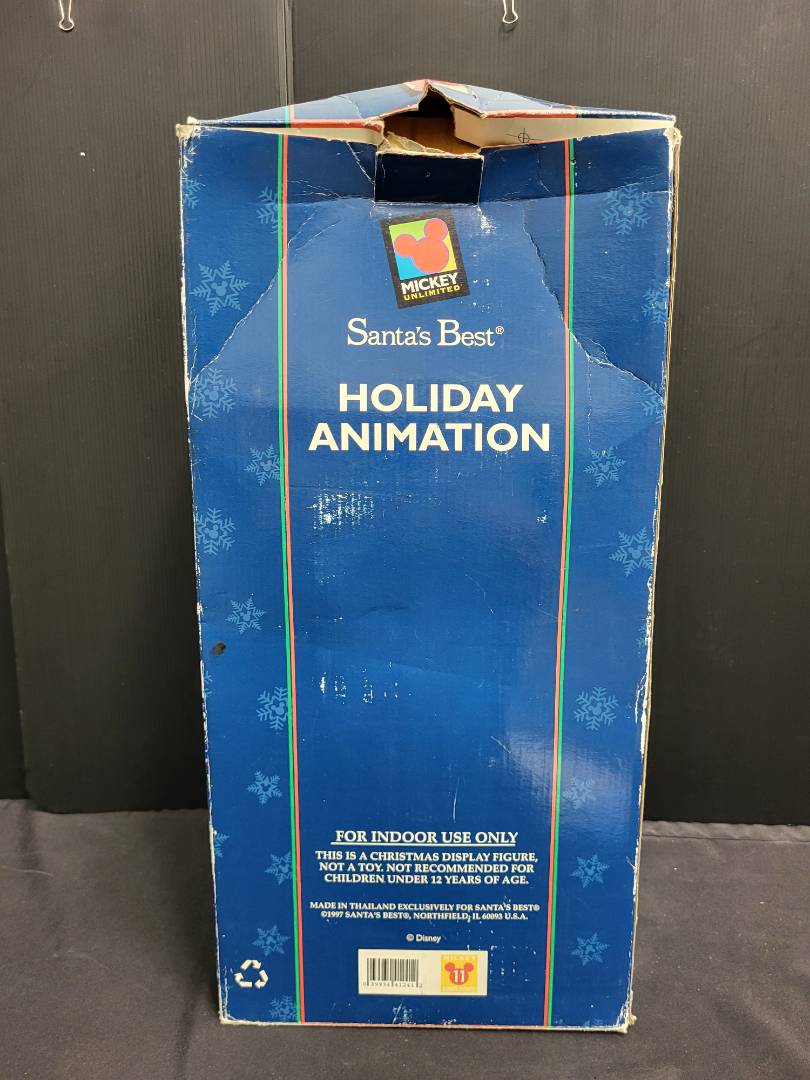 MICKEY
UNLIMITED
Santa's Best®
HOLIDAY
ANIMATION
FOR INDOOR USE ONLY
THIS IS A CHRISTMAS DISPLAY FIGURE,
NOT A TOY. NOT RECOMMENDED FOR
CHILDREN UNDER 12 YEARS OF AGE.
MADE IN THAILAND EXCLUSIVELY FOR SANTA'S BEST®
©1997 SANTA'S BEST®, NORTHFIELD, IL 60093 U.S.A.
© Disney
MICKEY
11